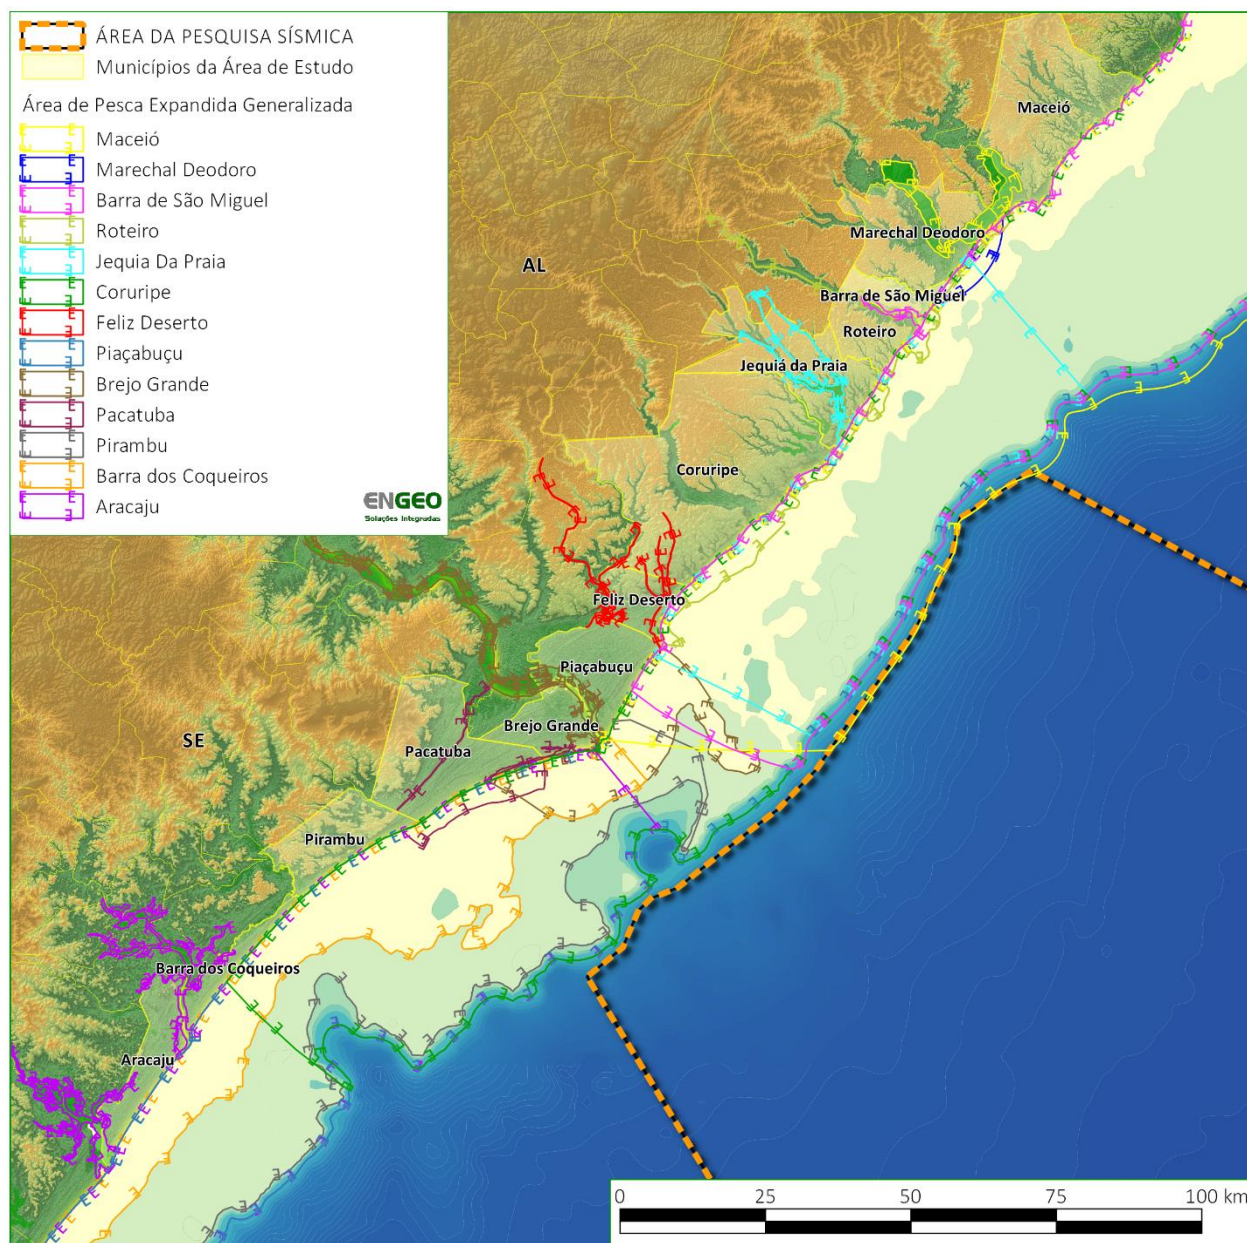 ÁREA DA PESQUISA SÍSMICA
Municípios da Área de Estudo
Área de Pesca Expandida Generalizada
Maceió
Marechal Deodoro
Barra de São Miguel
Roteiro
Jequia Da Praia
Coruripe
Feliz Deserto
Piaçabuçu
Brejo Grande
Pacatuba
Pirambu
Barra dos Coqueiros
Aracaju
ENGEO
Soluções Integradas
Maceió
Marechal Deodoro
AL
Barra de São Miguel
Roteiro
Jequiá da Praia
Coruripe
Feliz Deserto
Piaçabuçu
Brejo Grande
SE
Pacatuba
Pirambu
Barra dos Coqueiros
Aracaju
0 25 50 75 100 km